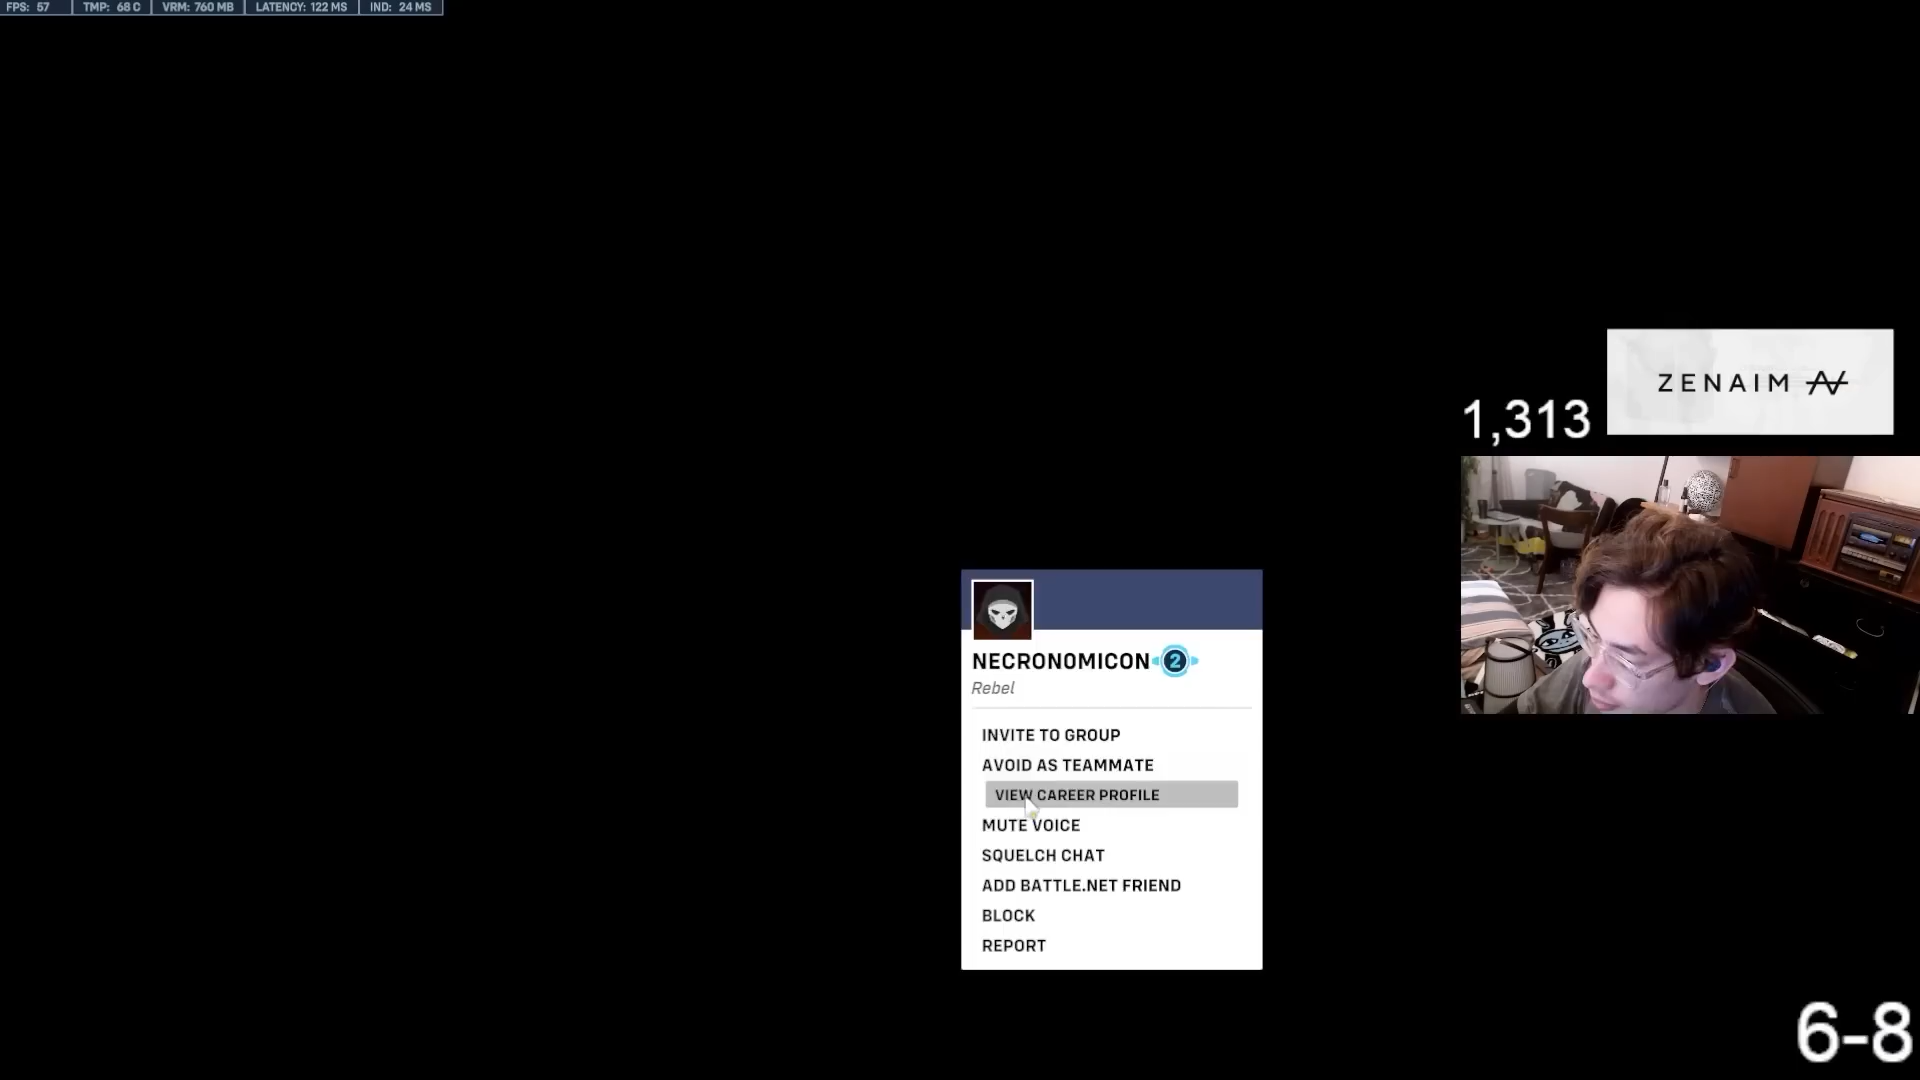 FPS: 57 TMP: 68 C VRM: 760 MB LATENCY: 122 MS IND: 24 MS
ZENAIM
1,313
NECRONOMICON 2
Rebel
INVITE TO GROUP
AVOID AS TEAMMATE
VIEW CAREER PROFILE
MUTE VOICE
SQUELCH CHAT
ADD BATTLE.NET FRIEND
BLOCK
REPORT
6-8